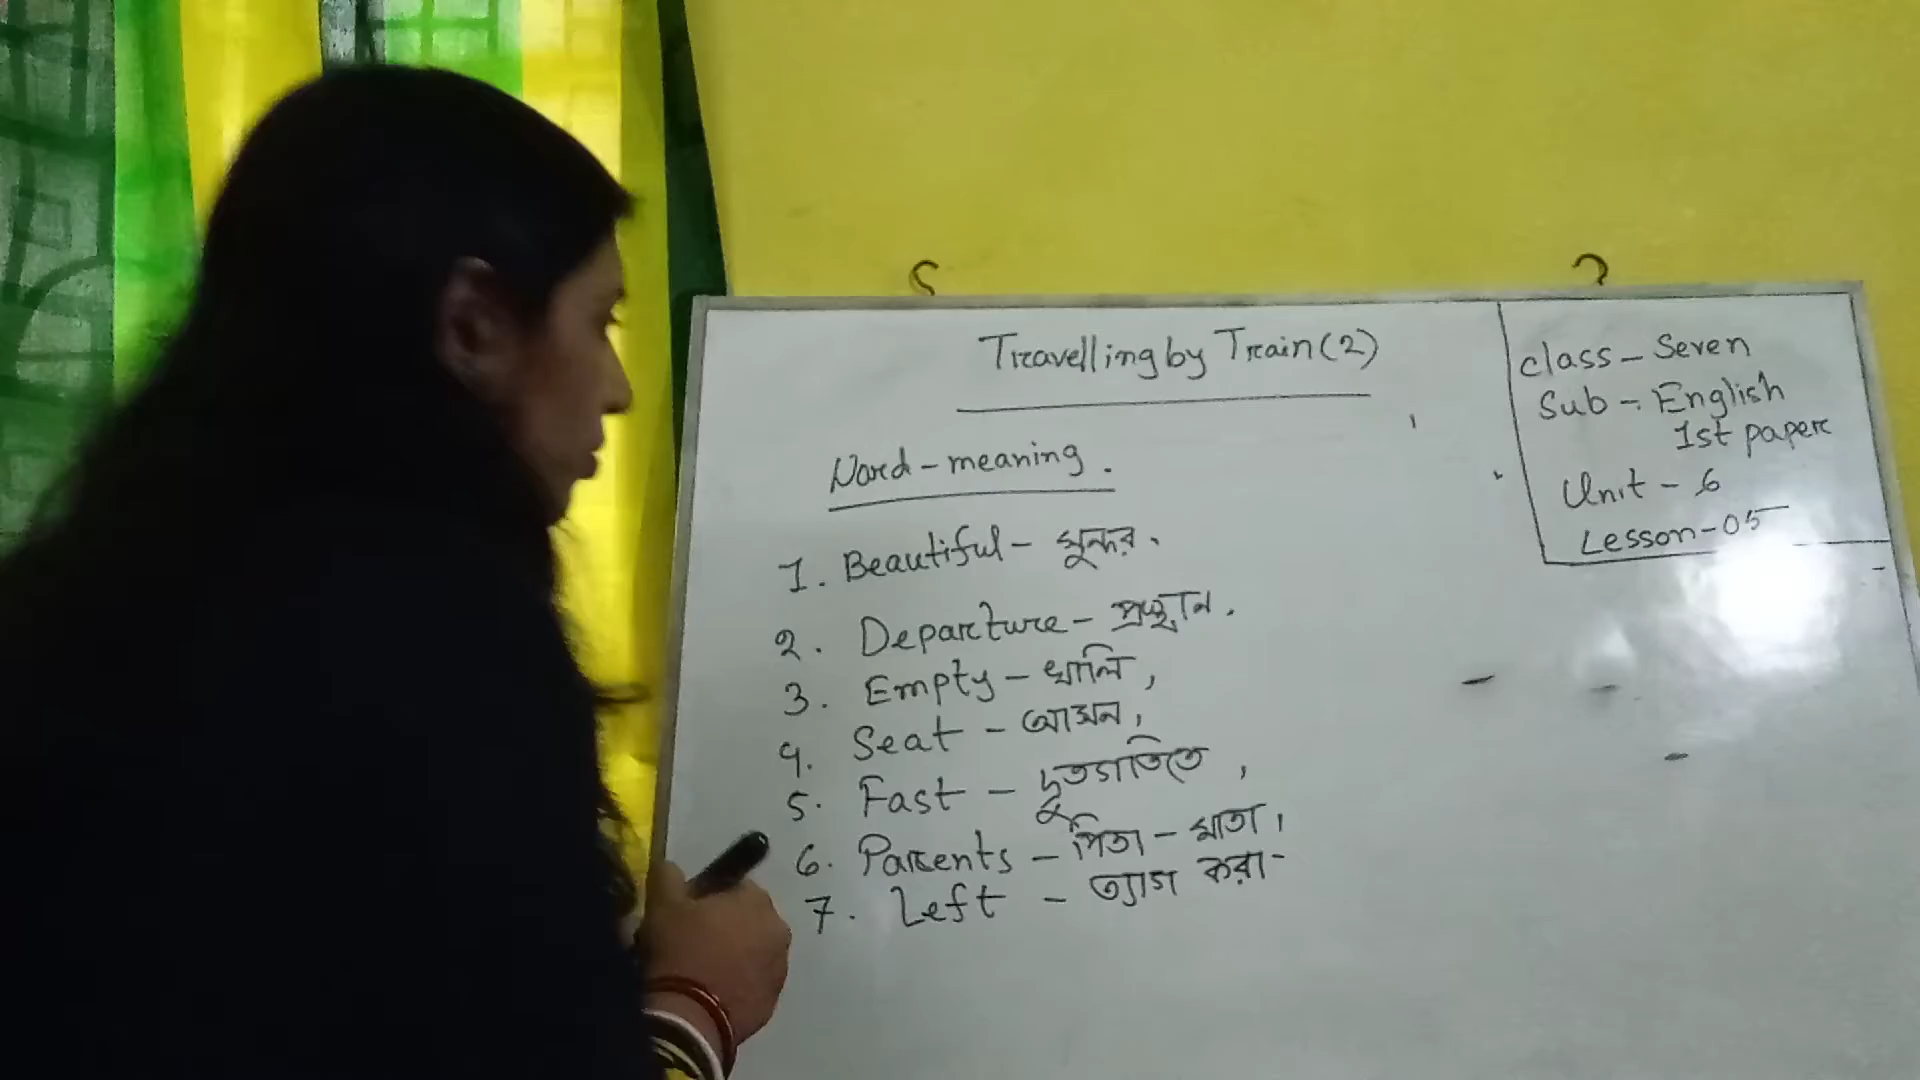 Travelling by Train (2)
Word - meaning.
1. Beautiful - সুন্দর.
2. Departure - প্রস্থান.
3. Empty - খালি,
4. Seat - আসন,
5. Fast - দ্রুতগতিতে,
6. Parents - পিতা - মাতা,
7. Left - ত্যাগ করা-
class - Seven
Sub - English
1st paper
Unit - 6
Lesson - 05